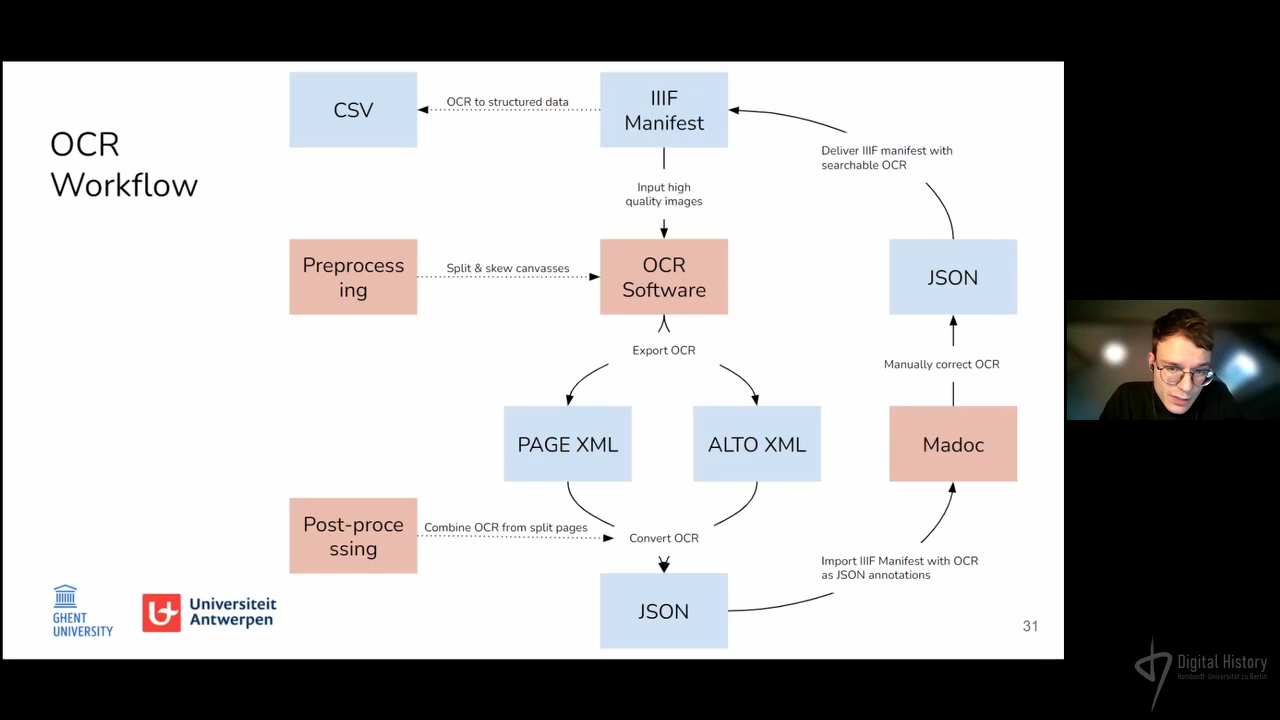 OCR
Workflow
CSV
OCR to structured data
IIIF
Manifest
Deliver IIIF manifest with
searchable OCR
Input high
quality images
Preprocess
ing
Split & skew canvasses
OCR
Software
JSON
Export OCR
Manually correct OCR
PAGE XML
ALTO XML
Madoc
Post-proce
ssing
Combine OCR from split pages
Convert OCR
Import IIIF Manifest with OCR
as JSON annotations
JSON
GHENT
UNIVERSITY
Universiteit
Antwerpen
31
Digital History
Humboldt-Universität zu Berlin